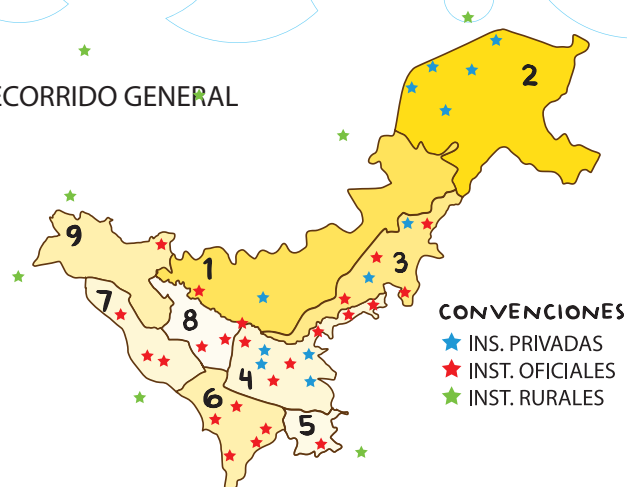 ECORRIDO GENERAL
2
9
1
3
7
8
4
6
5
CONVENCIONES
INS. PRIVADAS
INST. OFICIALES
INST. RURALES